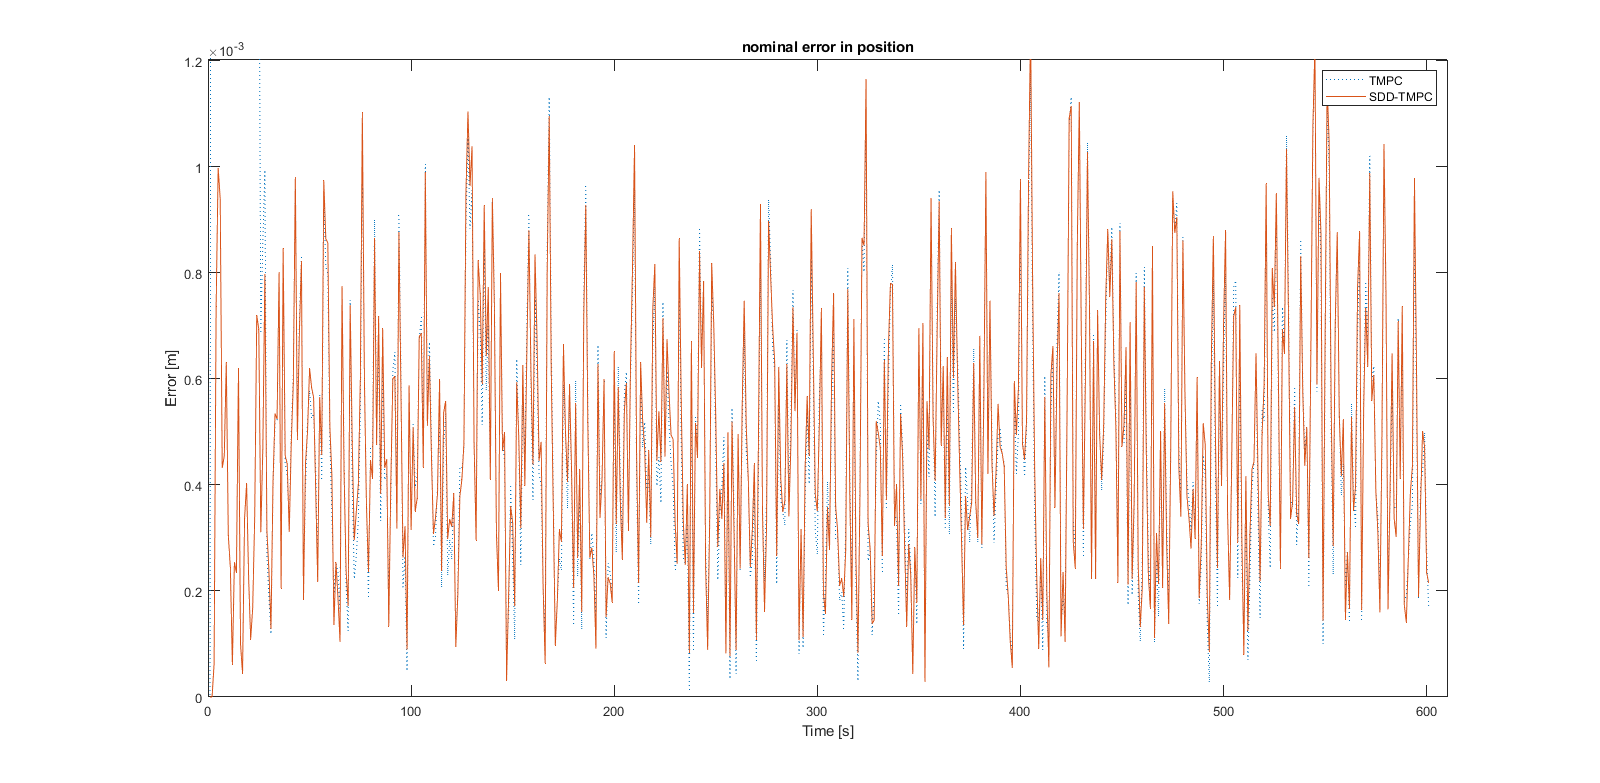 nominal error in position
×10-3
1.2
1
0.8
0.6
0.4
0.2
0
Error [m]
TMPC
SDD-TMPC
0 100 200 300 400 500 600
Time [s]